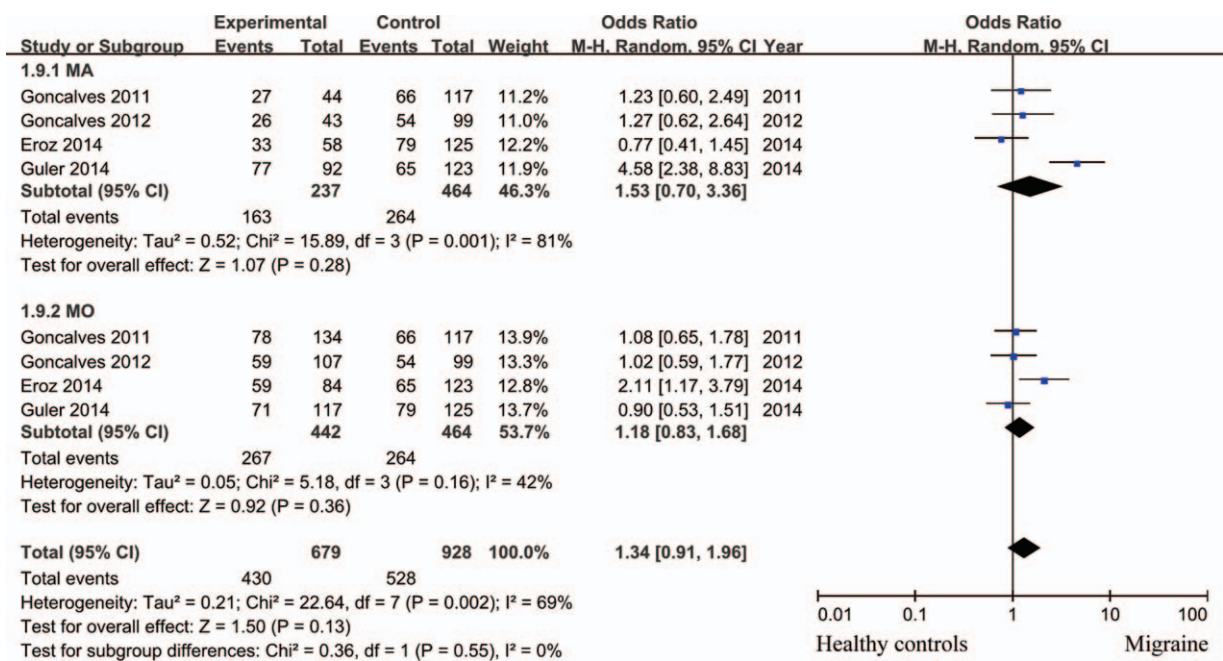 Experimental Control Odds Ratio Odds Ratio
Study or Subgroup Events Total Events Total Weight M-H. Random. 95% CI Year M-H. Random. 95% CI
1.9.1 MA
Goncalves 2011 27 44 66 117 11.2% 1.23 [0.60, 2.49] 2011
Goncalves 2012 26 43 54 99 11.0% 1.27 [0.62, 2.64] 2012
Eroz 2014 33 58 79 125 12.2% 0.77 [0.41, 1.45] 2014
Guler 2014 77 92 65 123 11.9% 4.58 [2.38, 8.83] 2014
Subtotal (95% CI) 237 464 46.3% 1.53 [0.70, 3.36]
Total events 163 264
Heterogeneity: Tau² = 0.52; Chi² = 15.89, df = 3 (P = 0.001); I² = 81%
Test for overall effect: Z = 1.07 (P = 0.28)
1.9.2 MO
Goncalves 2011 78 134 66 117 13.9% 1.08 [0.65, 1.78] 2011
Goncalves 2012 59 107 54 99 13.3% 1.02 [0.59, 1.77] 2012
Eroz 2014 59 84 65 123 12.8% 2.11 [1.17, 3.79] 2014
Guler 2014 71 117 79 125 13.7% 0.90 [0.53, 1.51] 2014
Subtotal (95% CI) 442 464 53.7% 1.18 [0.83, 1.68]
Total events 267 264
Heterogeneity: Tau² = 0.05; Chi² = 5.18, df = 3 (P = 0.16); I² = 42%
Test for overall effect: Z = 0.92 (P = 0.36)
Total (95% CI) 679 928 100.0% 1.34 [0.91, 1.96]
Total events 430 528
Heterogeneity: Tau² = 0.21; Chi² = 22.64, df = 7 (P = 0.002); I² = 69%
Test for overall effect: Z = 1.50 (P = 0.13)
Test for subgroup differences: Chi² = 0.36, df = 1 (P = 0.55), I² = 0%
0.01 0.1 1 10 100
Healthy controls Migraine